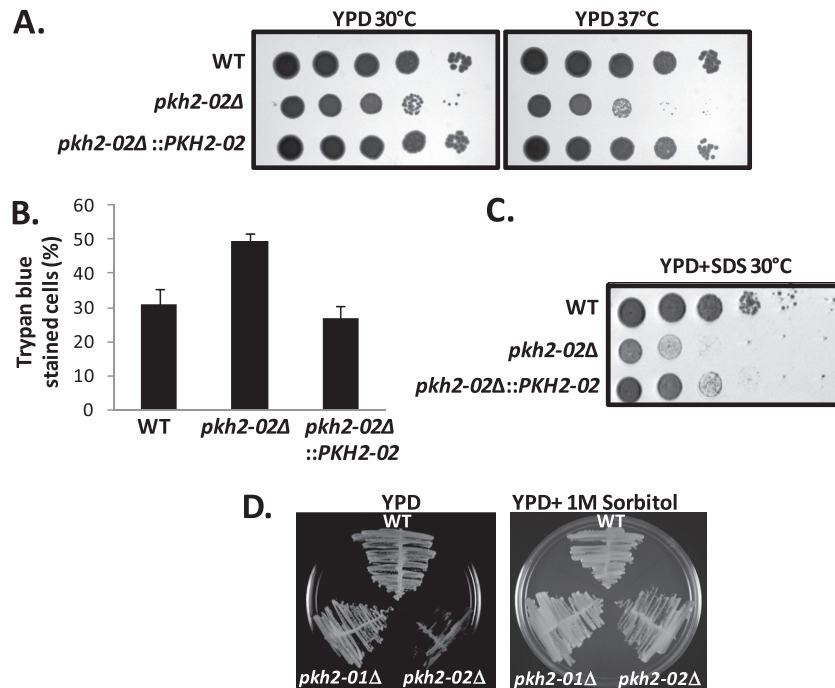 A.
YPD 30°C
YPD 37°C
WT
pkh2-02Δ
pkh2-02Δ ::PKH2-02
B.
Trypan blue
stained cells (%)
60
50
40
30
20
10
0
WT
pkh2-02Δ
pkh2-02Δ
::PKH2-02
C.
YPD+SDS 30°C
WT
pkh2-02Δ
pkh2-02Δ::PKH2-02
D.
YPD
YPD+ 1M Sorbitol
WT
WT
pkh2-01Δ
pkh2-02Δ
pkh2-01Δ
pkh2-02Δ